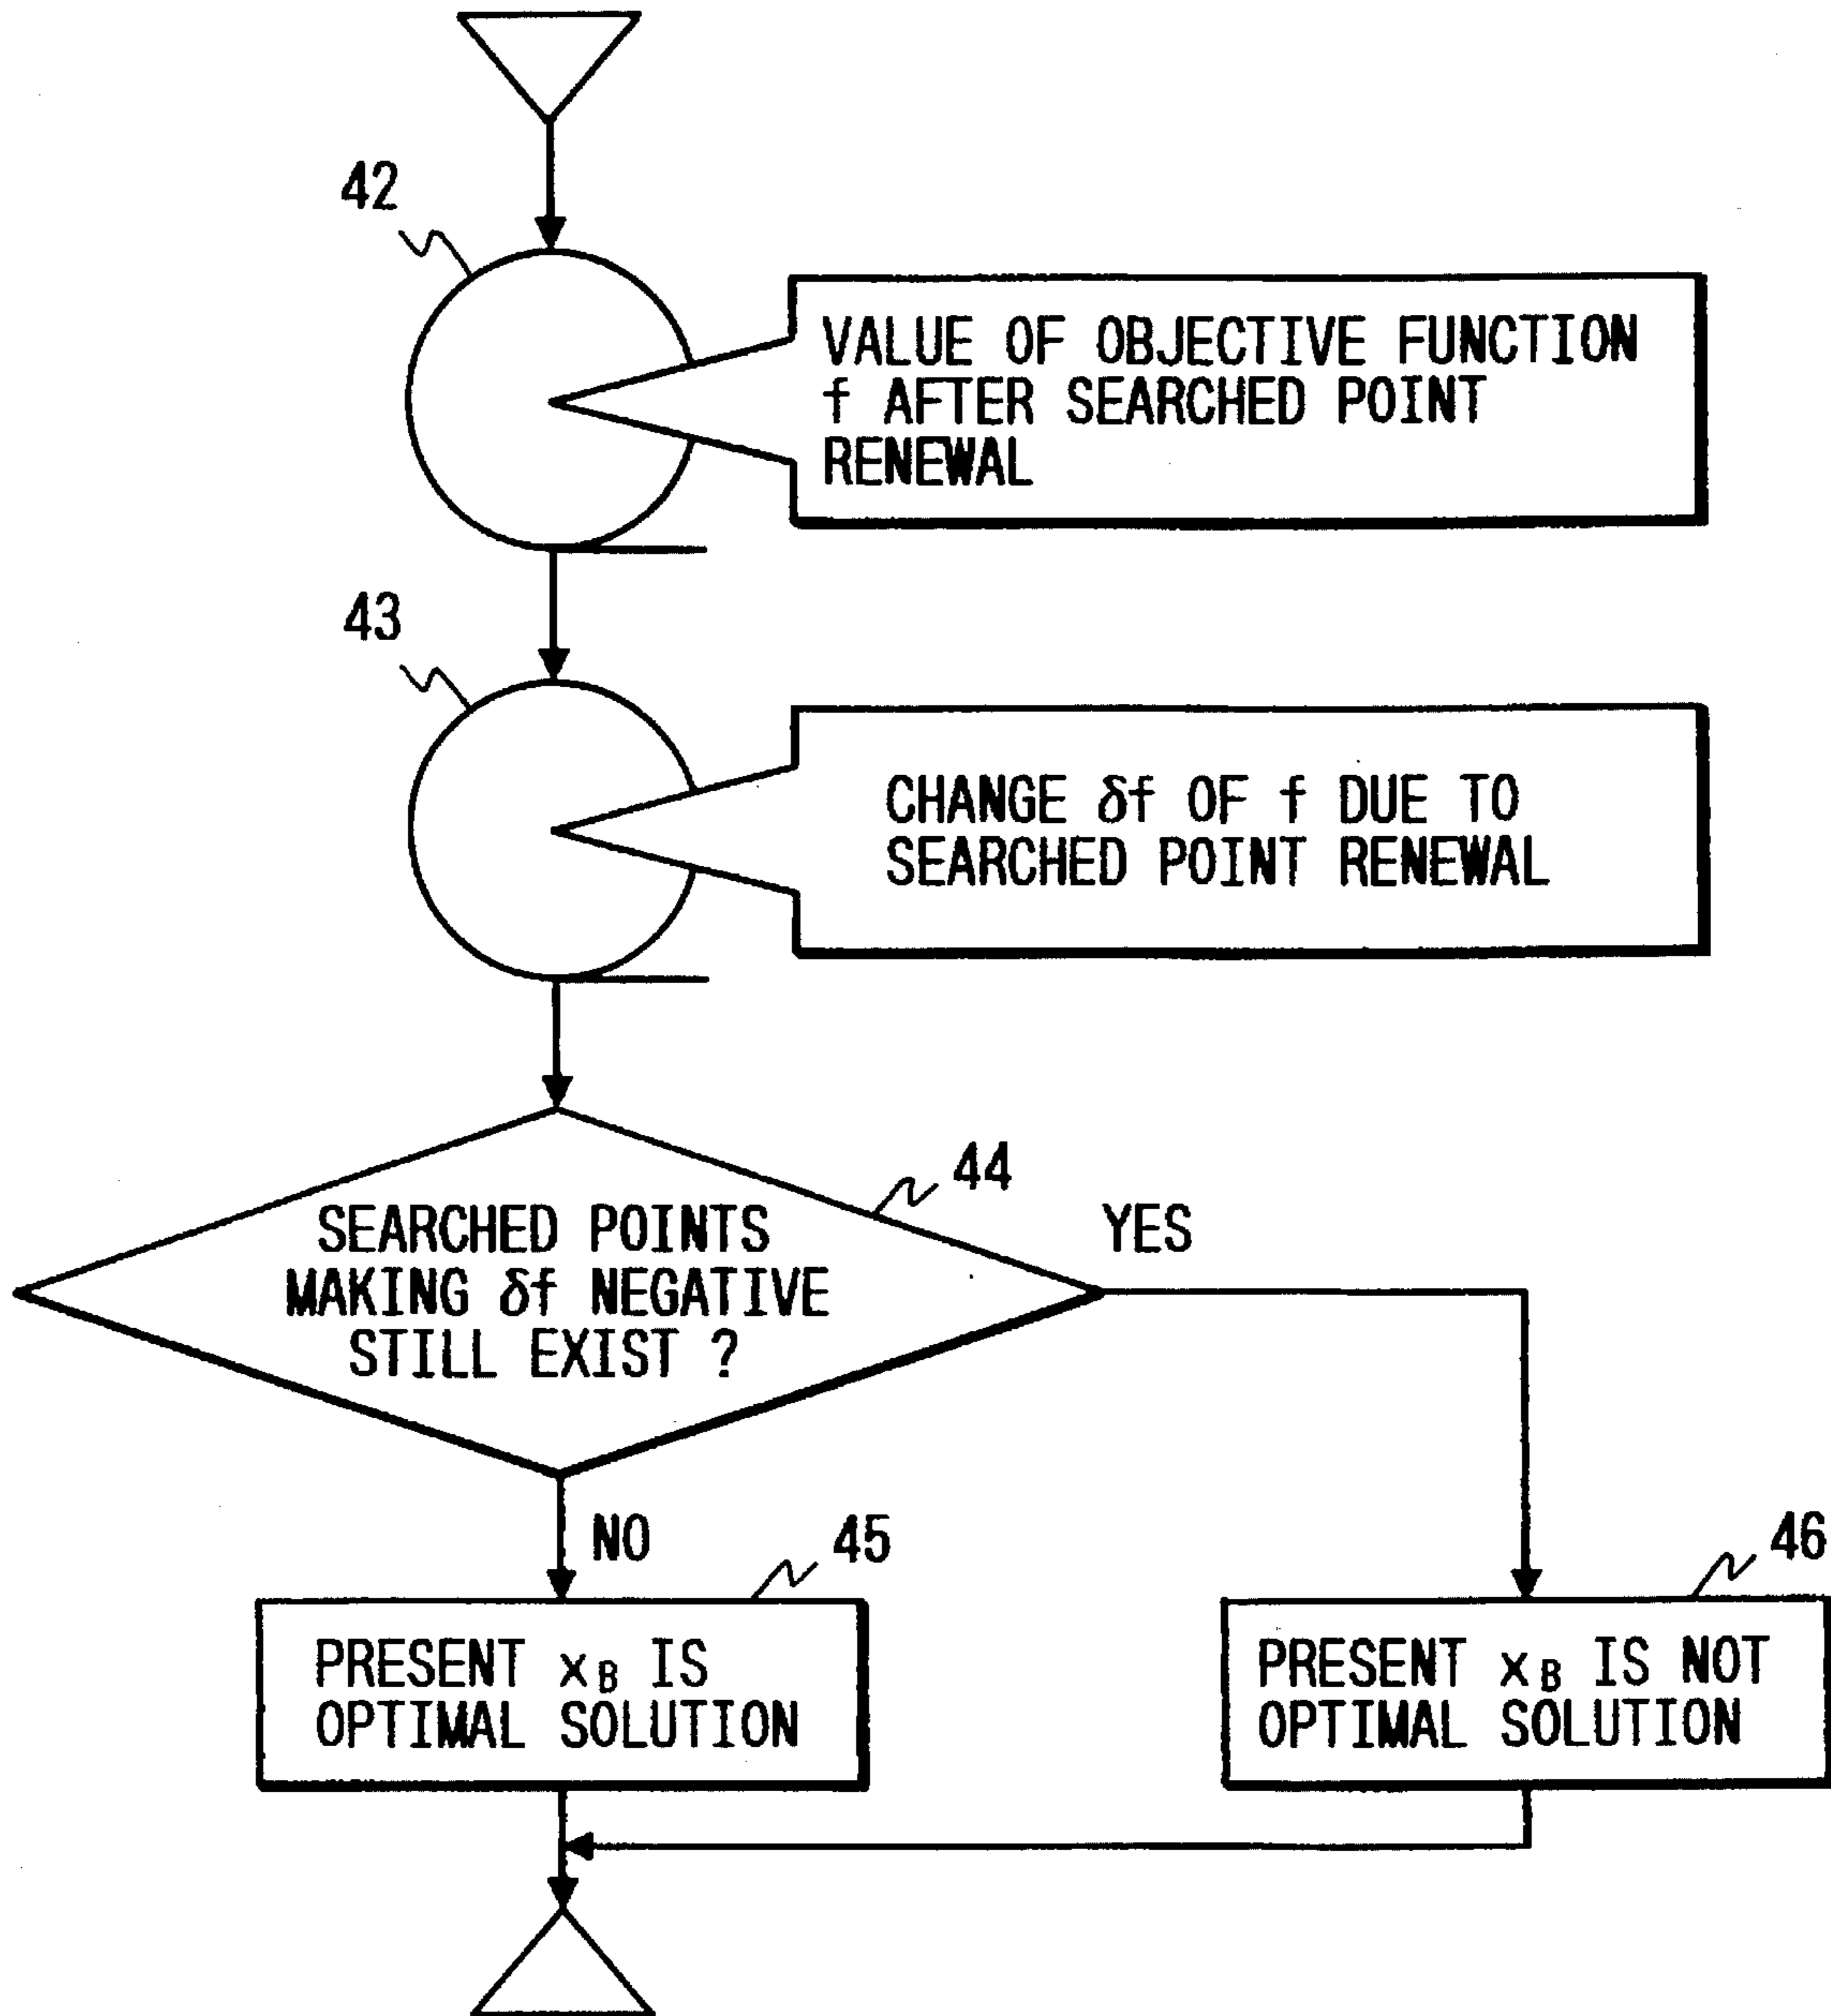 42
VALUE OF OBJECTIVE FUNCTION
f AFTER SEARCHED POINT
RENEWAL
43
CHANGE δf OF f DUE TO
SEARCHED POINT RENEWAL
44
SEARCHED POINTS
MAKING δf NEGATIVE
STILL EXIST ?
YES
NO
45
46
PRESENT xB IS
OPTIMAL SOLUTION
PRESENT xB IS NOT
OPTIMAL SOLUTION